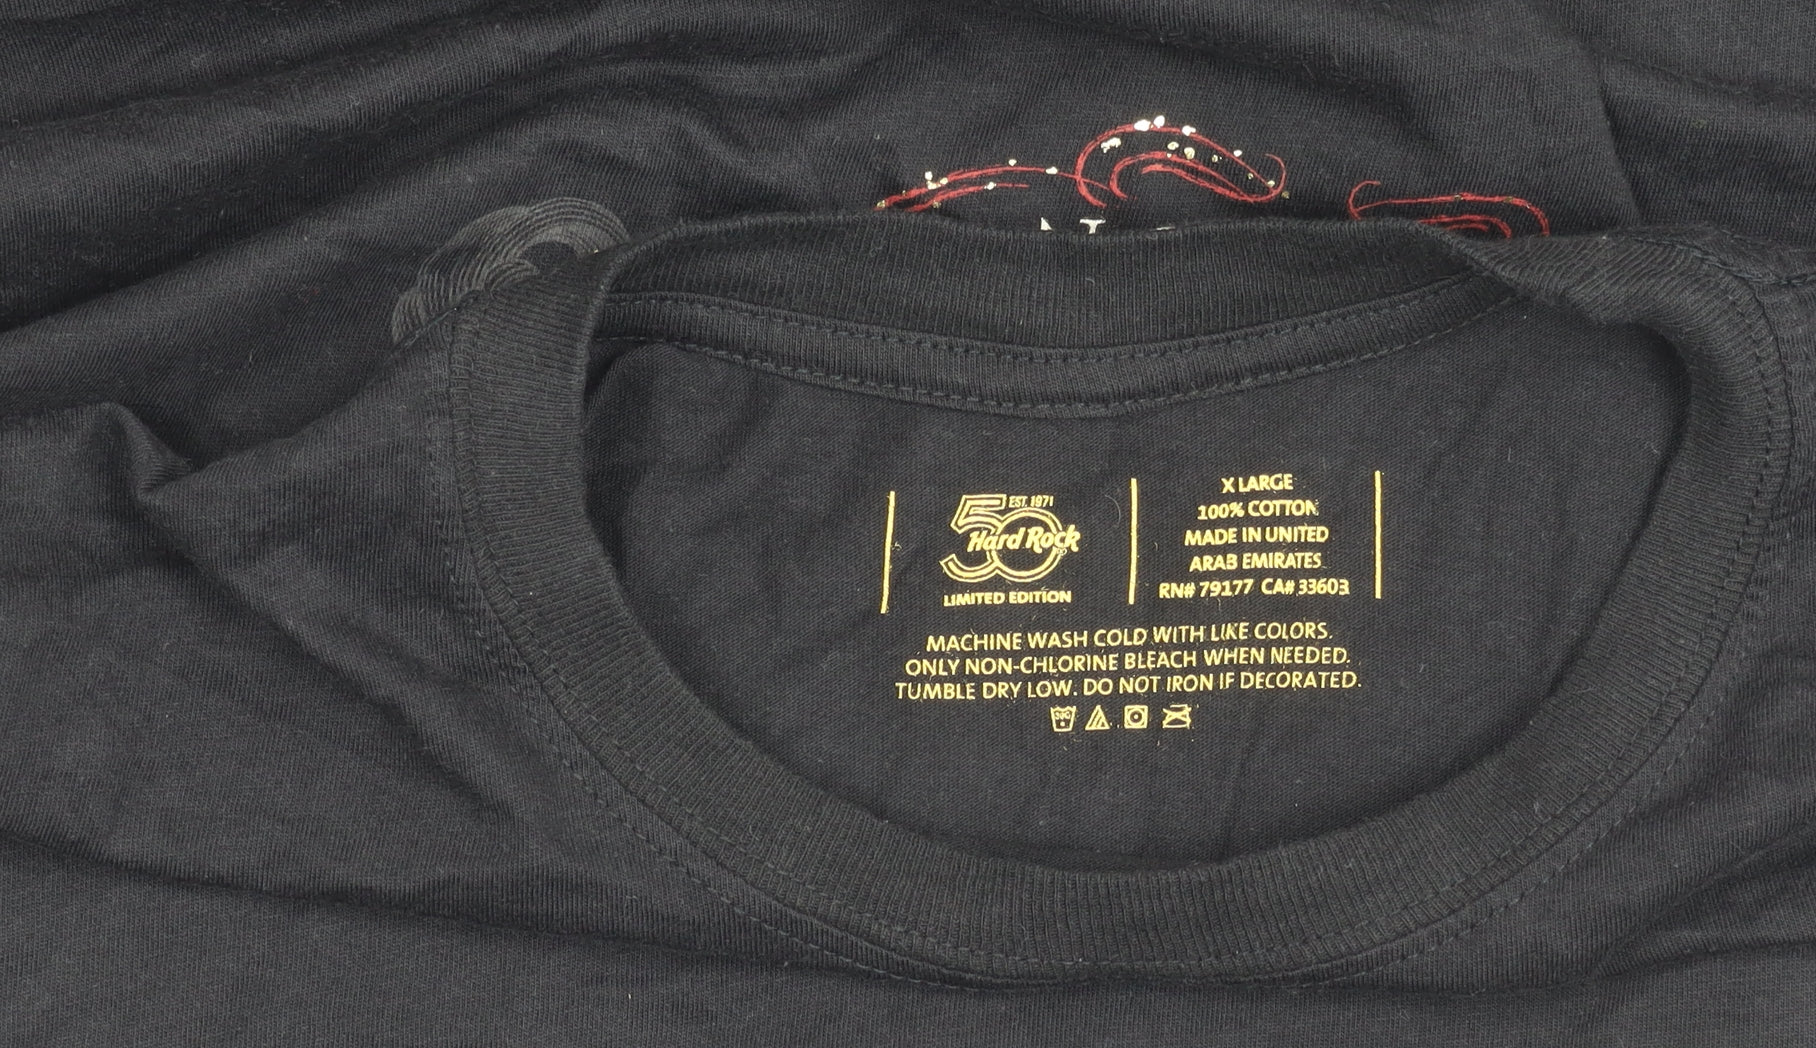 EST. 1971
50
Hard Rock
LIMITED EDITION
X LARGE
100% COTTON
MADE IN UNITED
ARAB EMIRATES
RN# 79177 CA# 33603
MACHINE WASH COLD WITH LIKE COLORS.
ONLY NON-CHLORINE BLEACH WHEN NEEDED.
TUMBLE DRY LOW. DO NOT IRON IF DECORATED.